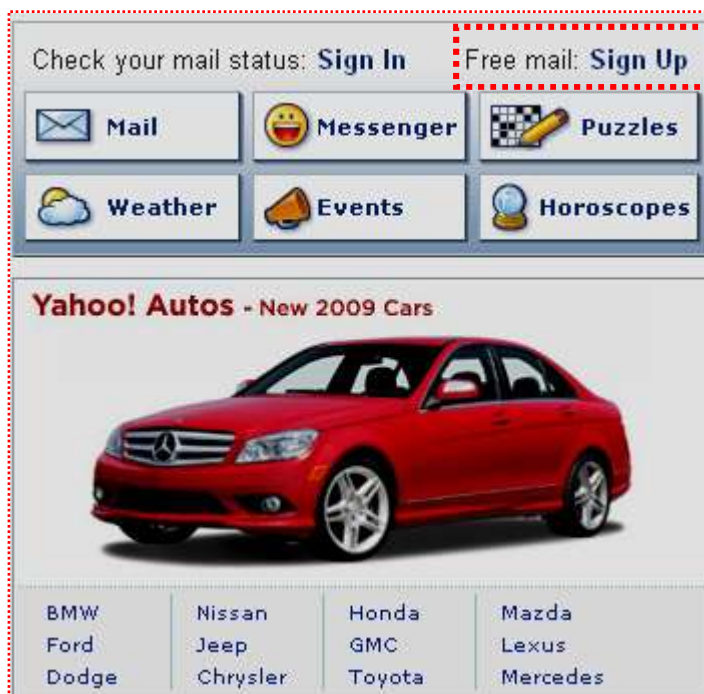 Check your mail status: Sign In Free mail: Sign Up
Mail Messenger Puzzles
Weather Events Horoscopes
Yahoo! Autos - New 2009 Cars
BMW Nissan Honda Mazda
Ford Jeep GMC Lexus
Dodge Chrysler Toyota Mercedes